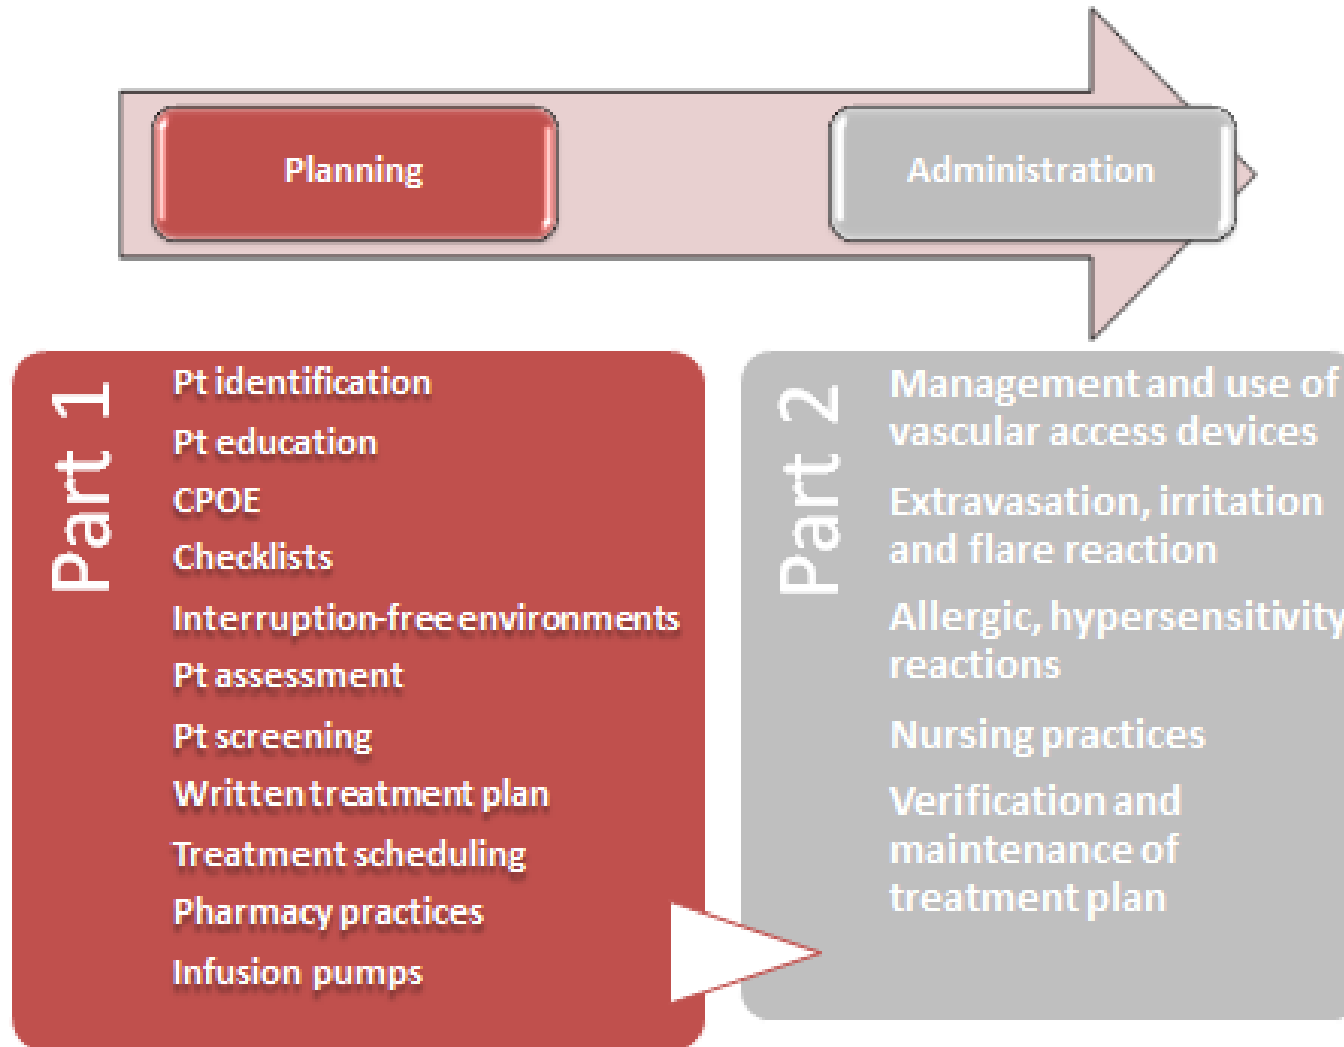 Planning
Administration
Part 1
Pt identification
Pt education
CPOE
Checklists
Interruption-free environments
Pt assessment
Pt screening
Written treatment plan
Treatment scheduling
Pharmacy practices
Infusion pumps
Part 2
Management and use of
vascular access devices
Extravasation, irritation
and flare reaction
Allergic, hypersensitivity
reactions
Nursing practices
Verification and
maintenance of
treatment plan